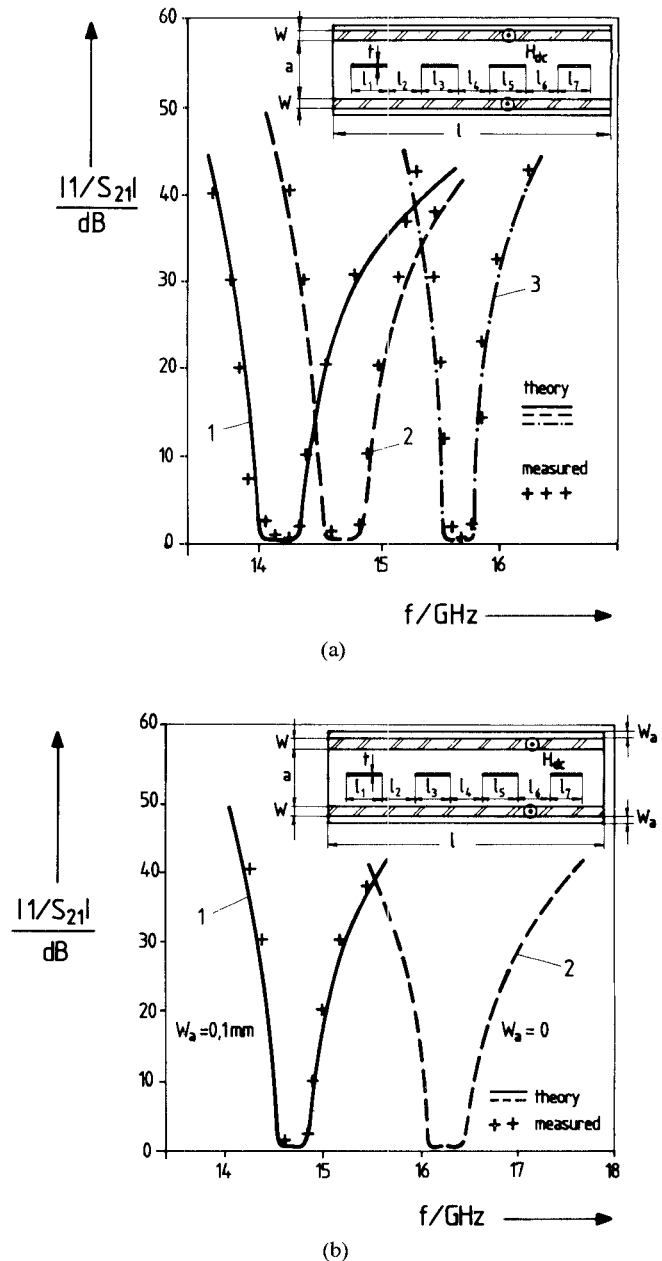 60
50
40
30
20
10
0
|1/S21|
dB
W
a
W
t
Hdc
l1 l2 l3 l4 l5 l6 l7
l
1
2
3
theory
measured
+ + +
14 15 16
f/GHz
(a)
60
50
40
30
20
10
0
|1/S21|
dB
W
a
W
t
Hdc
Wa
Wa
l1 l2 l3 l4 l5 l6 l7
l
1
2
Wa=0,1mm
Wa=0
theory
+ + measured
14 15 16 17 18
f/GHz
(b)